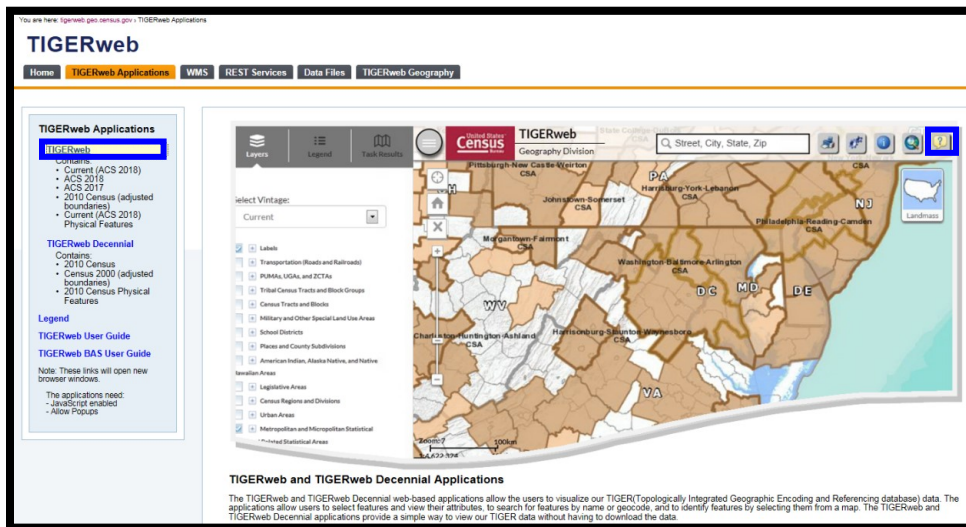 You are here: tigerweb.geo.census.gov › TIGERweb Applications
TIGERweb
Home
TIGERweb Applications
WMS
REST Services
Data Files
TIGERweb Geography
TIGERweb Applications
TIGERweb
Contains:
• Current (ACS 2018)
• ACS 2018
• ACS 2017
• 2010 Census (adjusted
boundaries)
• Current (ACS 2018)
Physical Features
TIGERweb Decennial
Contains:
• 2010 Census
• Census 2000 (adjusted
boundaries)
• 2010 Census Physical
Features
Legend
TIGERweb User Guide
TIGERweb BAS User Guide
Note: These links will open new
browser windows.
The applications need:
- JavaScript enabled
- Allow Popups
Layers
Legend
Task Results
Select Vintage:
Current
Labels
Transportation (Roads and Railroads)
PUMAs, UGAs, and ZCTAs
Tribal Census Tracts and Block Groups
Census Tracts and Blocks
Military and Other Special Land Use Areas
School Districts
Places and County Subdivisions
American Indian, Alaska Native, and Native
Hawaiian Areas
Legislative Areas
Census Regions and Divisions
Urban Areas
Metropolitan and Micropolitan Statistical
Related Statistical Areas
United States
Census
TIGERweb
Geography Division
Street, City, State, Zip
Landmass
Pittsburgh-New Castle-Weirton
CSA
PA
Harrisburg-York-Lebanon
CSA
CSA
Johnstown-Somerset
CSA
NJ
Philadelphia-Reading-Camden
CSA
Morgantown-Fairmont
CSA
Washington-Baltimore-Arlington
CSA
DC
MD
DE
WV
Charleston-Huntington-Ashland
CSA
Harrisonburg-Staunton-Waynesboro
CSA
VA
Zoom: 7
100km
TIGERweb and TIGERweb Decennial Applications
The TIGERweb and TIGERweb Decennial web-based applications allow the users to visualize our TIGER(Topologically Integrated Geographic Encoding and Referencing database) data. The
applications allow users to select features and view their attributes, to search for features by name or geocode, and to identify features by selecting them from a map. The TIGERweb and
TIGERweb Decennial applications provide a simple way to view our TIGER data without having to download the data.